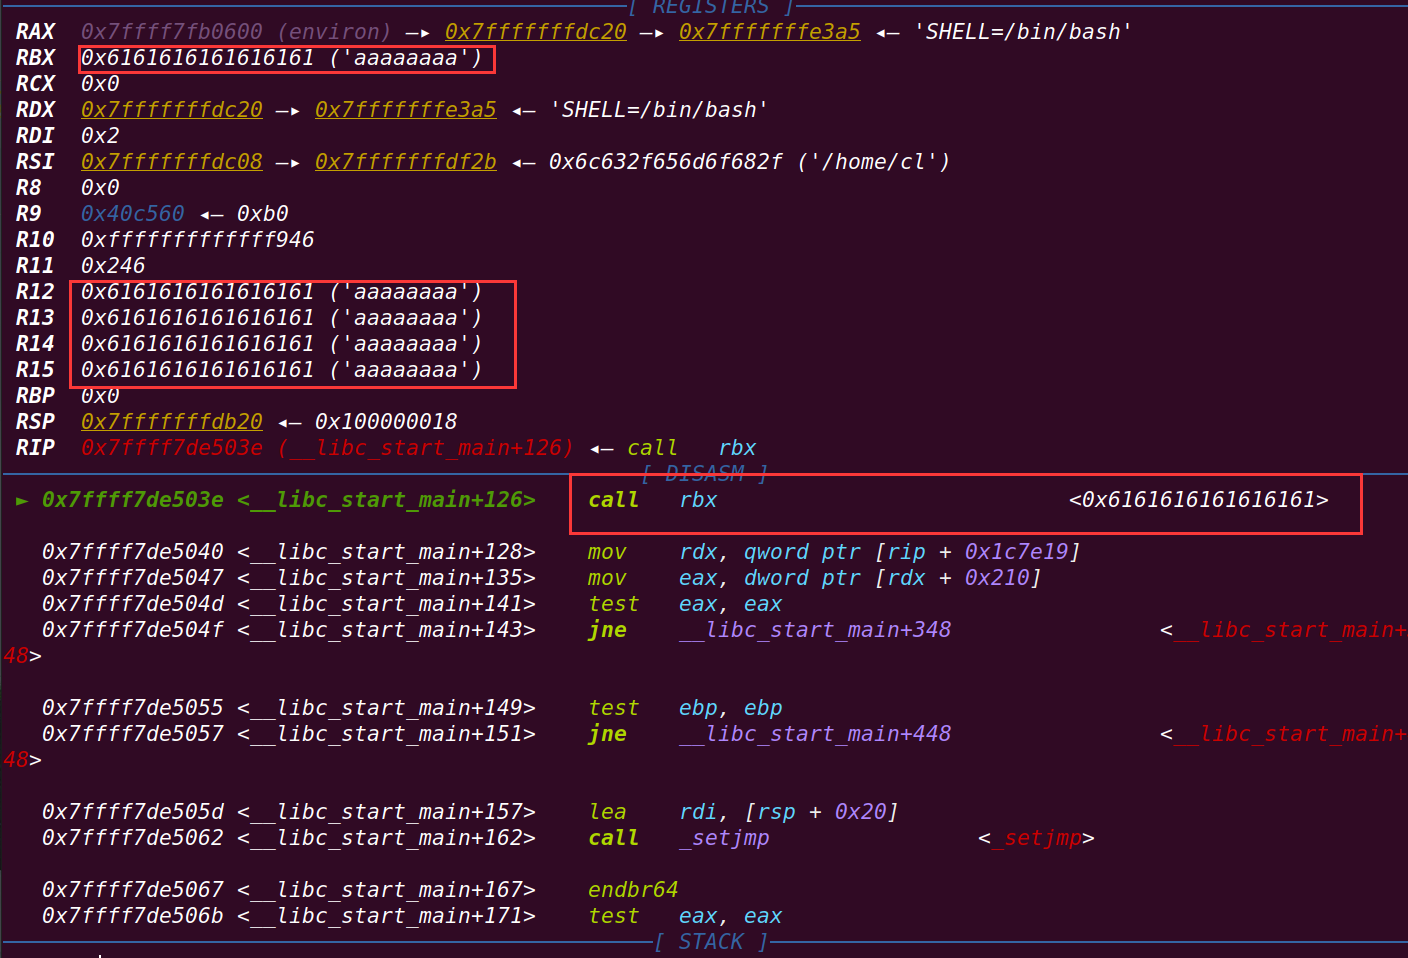 [ REGISTERS ]
RAX  0x7ffff7fb0600 (environ) —▸ 0x7fffffffdc20 —▸ 0x7fffffffe3a5 ◂— 'SHELL=/bin/bash'
RBX  0x6161616161616161 ('aaaaaaaa')
RCX  0x0
RDX  0x7fffffffdc20 —▸ 0x7fffffffe3a5 ◂— 'SHELL=/bin/bash'
RDI  0x2
RSI  0x7fffffffdc08 —▸ 0x7fffffffdf2b ◂— 0x6c632f656d6f682f ('/home/cl')
R8   0x0
R9   0x40c560 ◂— 0xb0
R10  0xfffffffffffff946
R11  0x246
R12  0x6161616161616161 ('aaaaaaaa')
R13  0x6161616161616161 ('aaaaaaaa')
R14  0x6161616161616161 ('aaaaaaaa')
R15  0x6161616161616161 ('aaaaaaaa')
RBP  0x0
RSP  0x7fffffffdb20 ◂— 0x100000018
RIP  0x7ffff7de503e (__libc_start_main+126) ◂— call   rbx
[ DISASM ]
► 0x7ffff7de503e <__libc_start_main+126>    call   rbx                           <0x6161616161616161>
0x7ffff7de5040 <__libc_start_main+128>    mov    rdx, qword ptr [rip + 0x1c7e19]
0x7ffff7de5047 <__libc_start_main+135>    mov    eax, dword ptr [rdx + 0x210]
0x7ffff7de504d <__libc_start_main+141>    test   eax, eax
0x7ffff7de504f <__libc_start_main+143>    jne    __libc_start_main+348                <__libc_start_main+
48>
0x7ffff7de5055 <__libc_start_main+149>    test   ebp, ebp
0x7ffff7de5057 <__libc_start_main+151>    jne    __libc_start_main+448                <__libc_start_main+
48>
0x7ffff7de505d <__libc_start_main+157>    lea    rdi, [rsp + 0x20]
0x7ffff7de5062 <__libc_start_main+162>    call   _setjmp                <_setjmp>
0x7ffff7de5067 <__libc_start_main+167>    endbr64
0x7ffff7de506b <__libc_start_main+171>    test   eax, eax
[ STACK ]